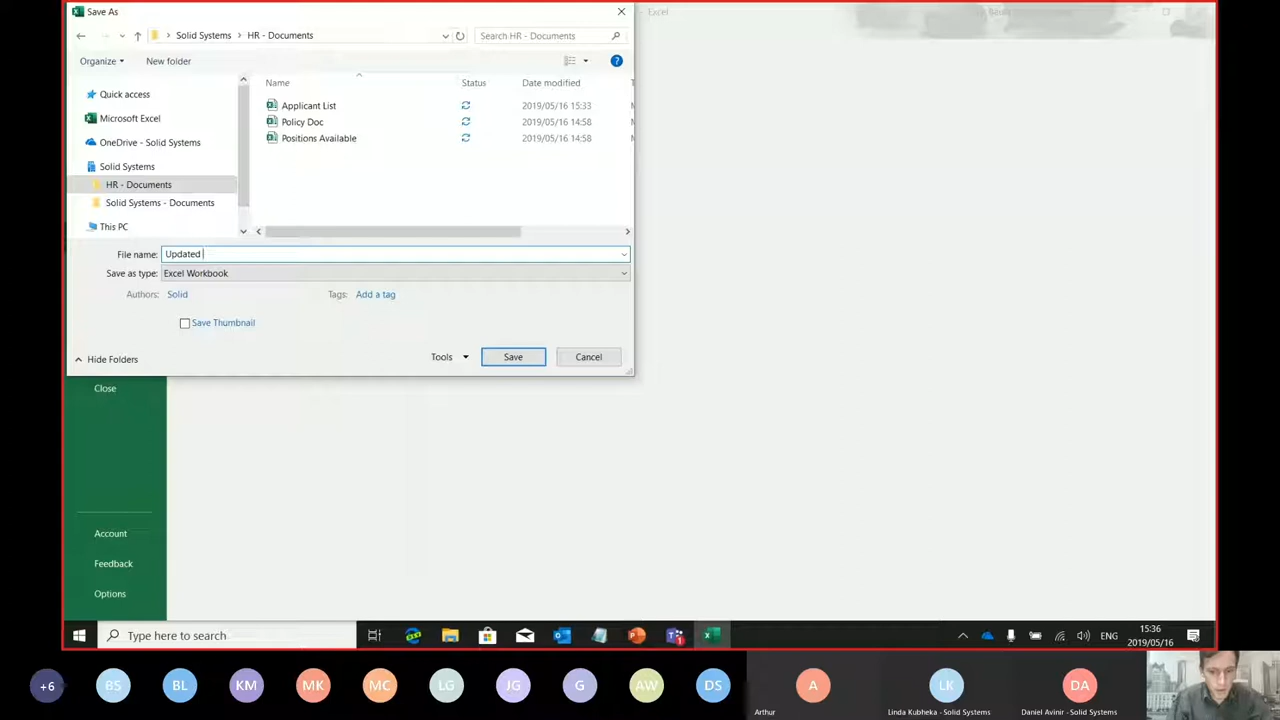 Save As
Excel
Solid Systems
HR - Documents
Search HR - Documents
Organize
New folder
?
Name
Status
Date modified
Quick access
Microsoft Excel
OneDrive - Solid Systems
Solid Systems
HR - Documents
Solid Systems - Documents
This PC
Applicant List
2019/05/16 15:33
Policy Doc
2019/05/16 14:58
Positions Available
2019/05/16 14:58
File name: Updated
Save as type: Excel Workbook
Authors: Solid
Tags: Add a tag
Save Thumbnail
Hide Folders
Tools
Save
Cancel
Close
Account
Feedback
Options
Type here to search
ENG
15:36
2019/05/16
+6
BS
BL
KM
MK
MC
LG
JG
G
AW
DS
A
LK
DA
Arthur
Linda Kubheka - Solid Systems
Daniel Avinir - Solid Systems